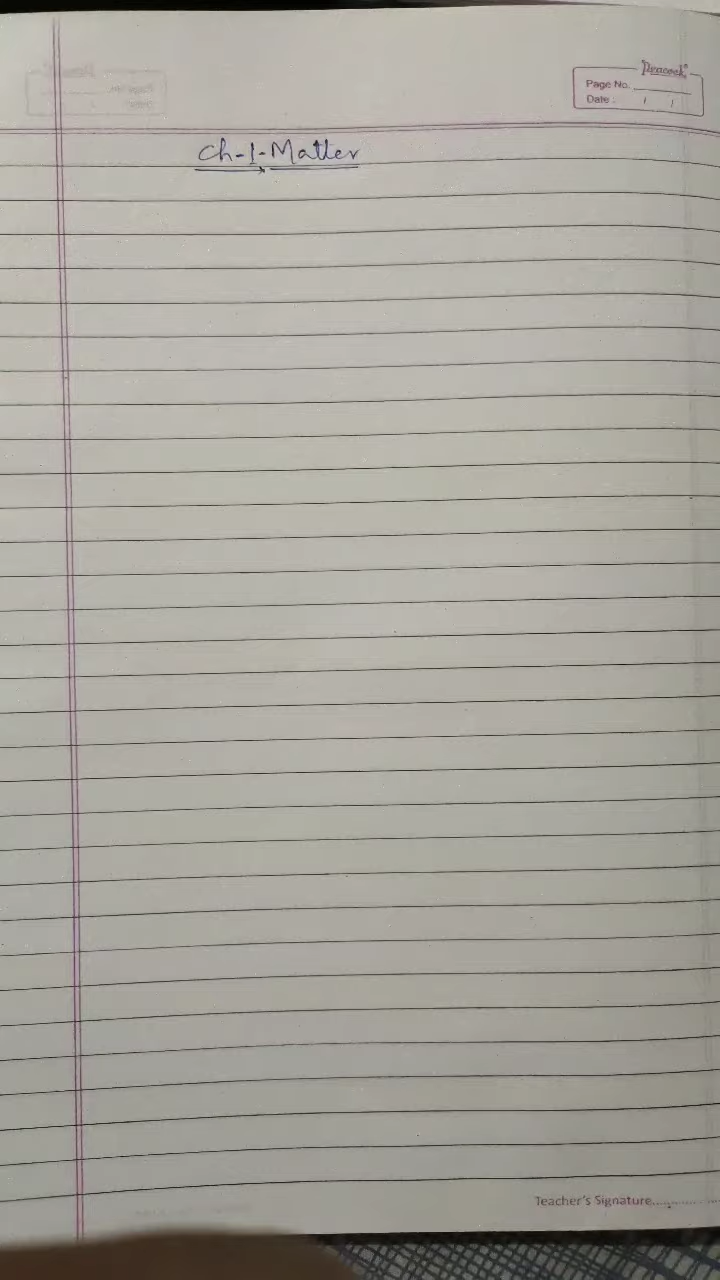 Peacock
Page No.
Date : / /
Ch-1-Matter
Teacher's Signature..............